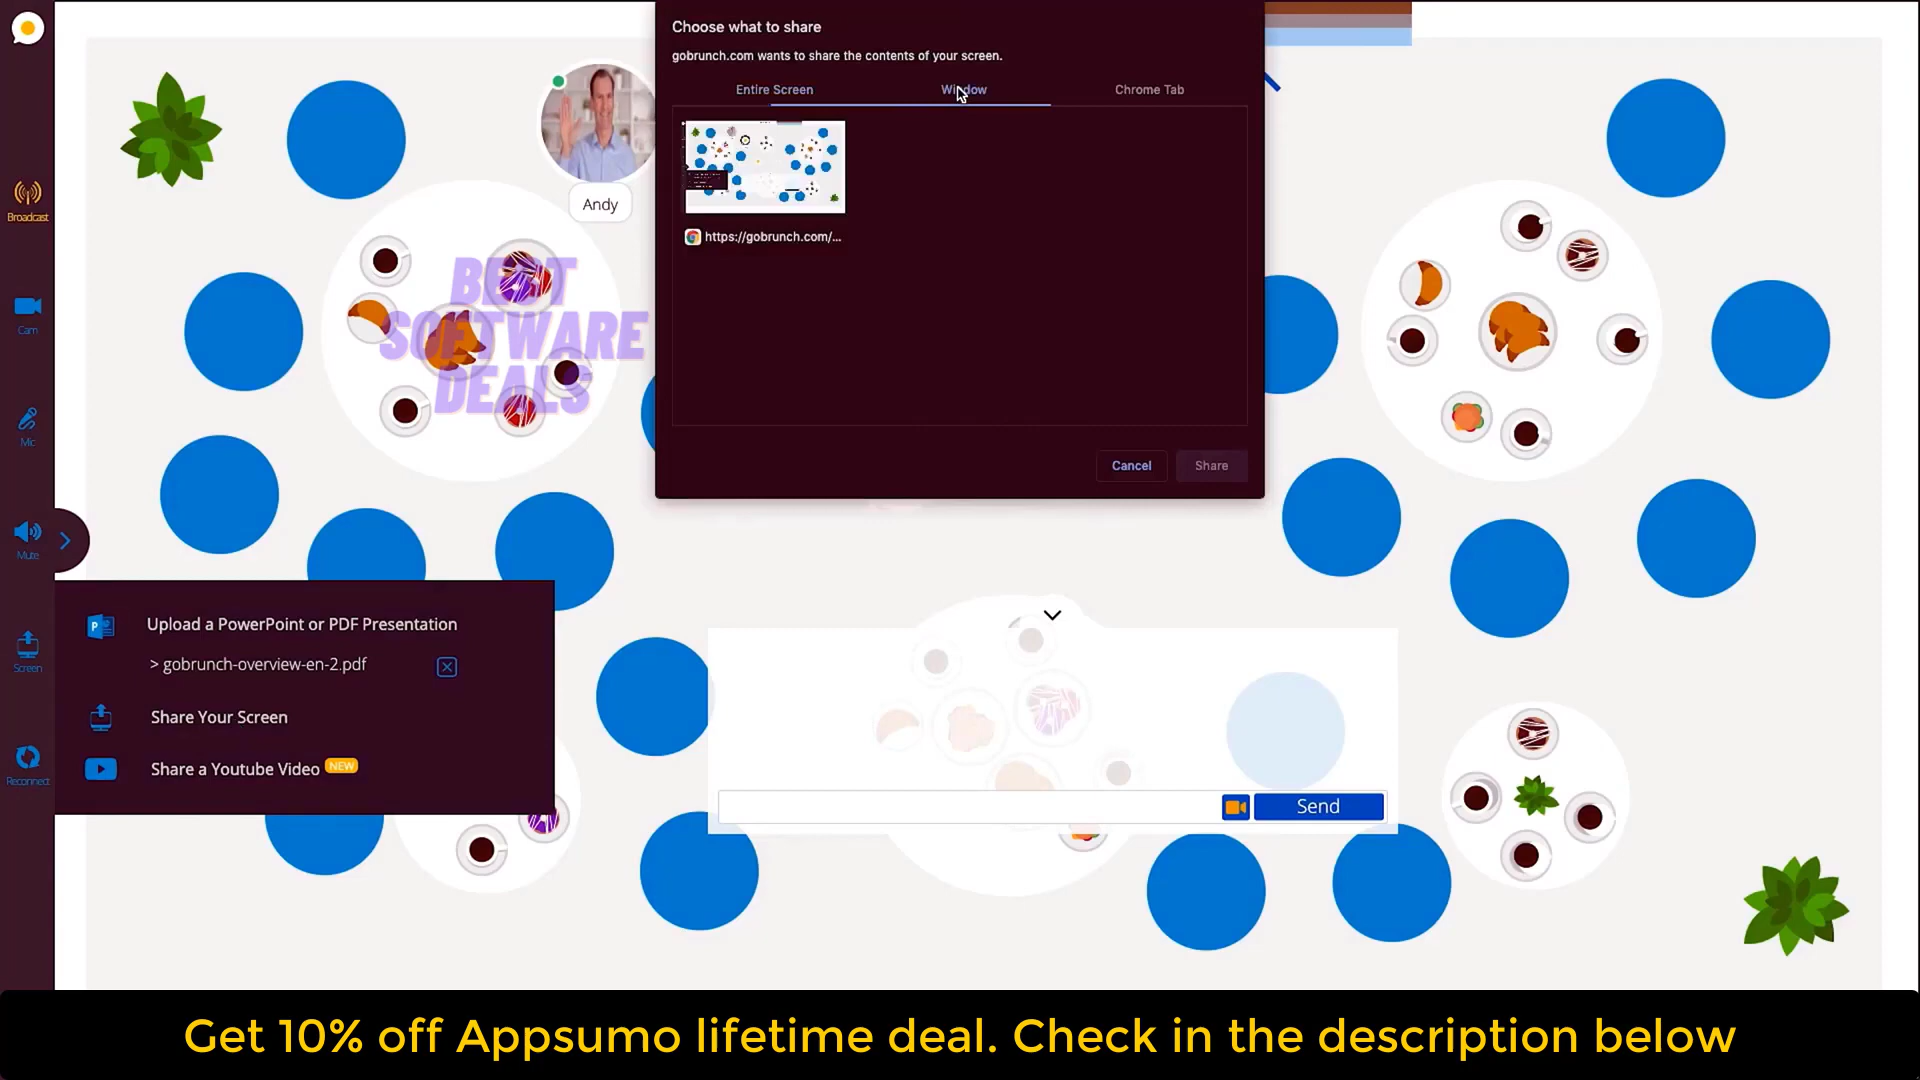 Choose what to share
gobrunch.com wants to share the contents of your screen.
Entire Screen
Window
Chrome Tab
https://gobrunch.com/...
Cancel
Share
Andy
BEST
SOFTWARE
DEALS
Broadcast
Cam
Mic
Mute
Screen
Reconnect
Upload a PowerPoint or PDF Presentation
> gobrunch-overview-en-2.pdf
Share Your Screen
Share a Youtube Video NEW
Send
Get 10% off Appsumo lifetime deal. Check in the description below